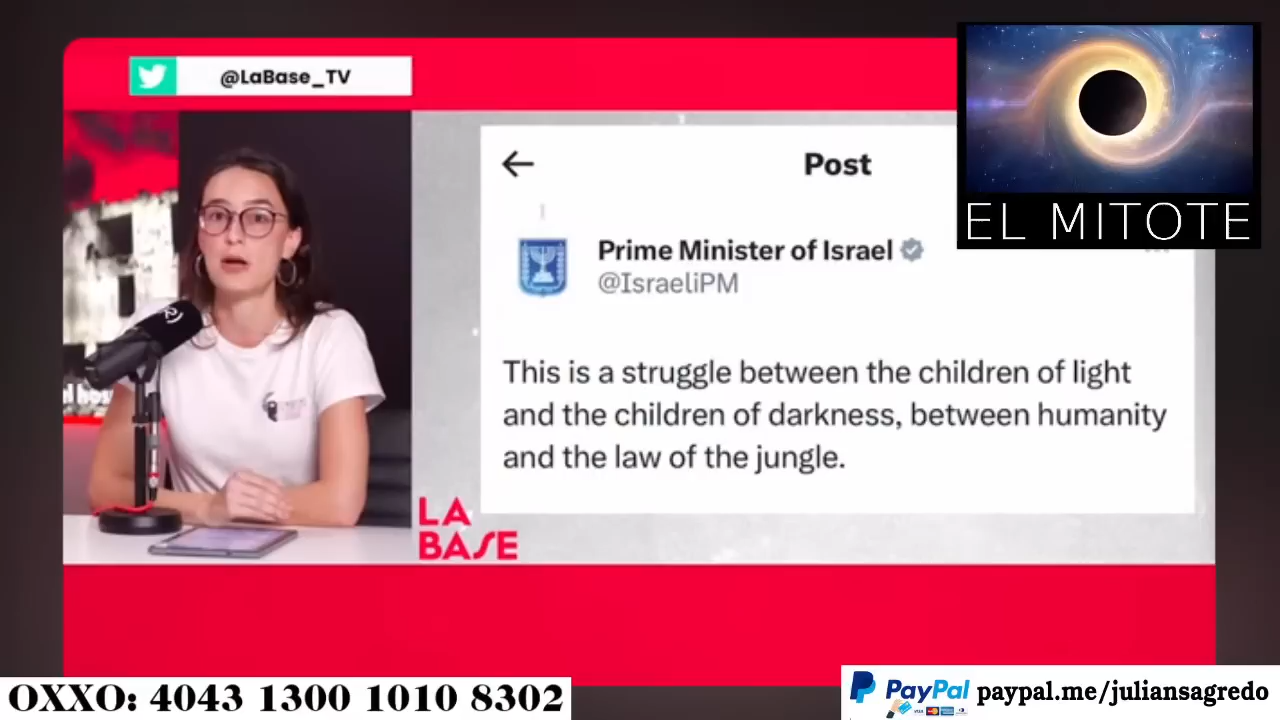 @LaBase_TV
Post
Prime Minister of Israel
@IsraeliPM
This is a struggle between the children of light
and the children of darkness, between humanity
and the law of the jungle.
LA
BASE
EL MITOTE
OXXO: 4043 1300 1010 8302
PayPal paypal.me/juliansagredo